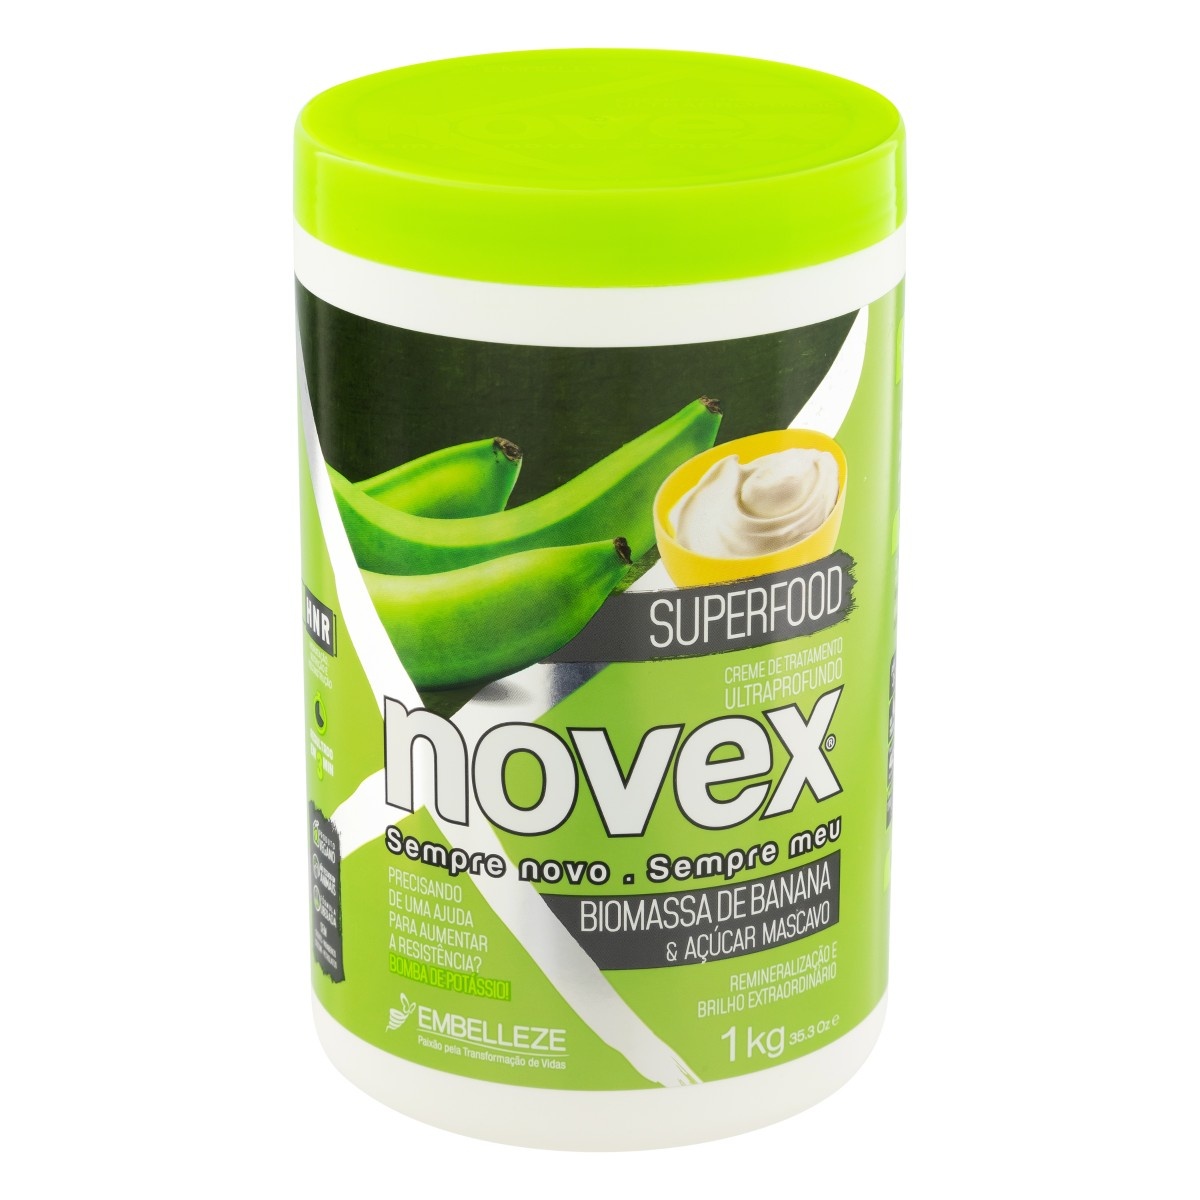 novex
SUPERFOOD
CREME DE TRATAMENTO
ULTRAPROFUNDO
novex®
Sempre novo . Sempre meu
BIOMASSA DE BANANA
& AÇÚCAR MASCAVO
REMINERALIZAÇÃO E
BRILHO EXTRAORDINÁRIO
1kg 35.3 Oz ℮
PRECISANDO
DE UMA AJUDA
PARA AUMENTAR
A RESISTÊNCIA?
BOMBA DE POTÁSSIO!
EMBELLEZE
Paixão pela Transformação de Vidas
HNR